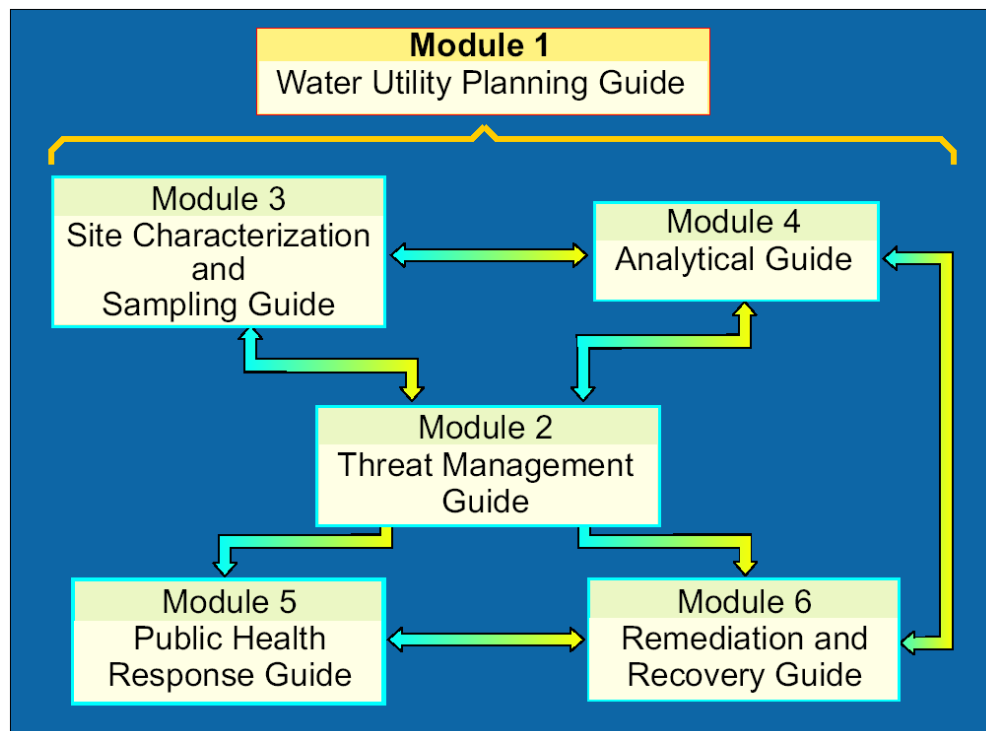 Module 1
Water Utility Planning Guide
Module 3
Site Characterization
and
Sampling Guide
Module 4
Analytical Guide
Module 2
Threat Management
Guide
Module 5
Public Health
Response Guide
Module 6
Remediation and
Recovery Guide